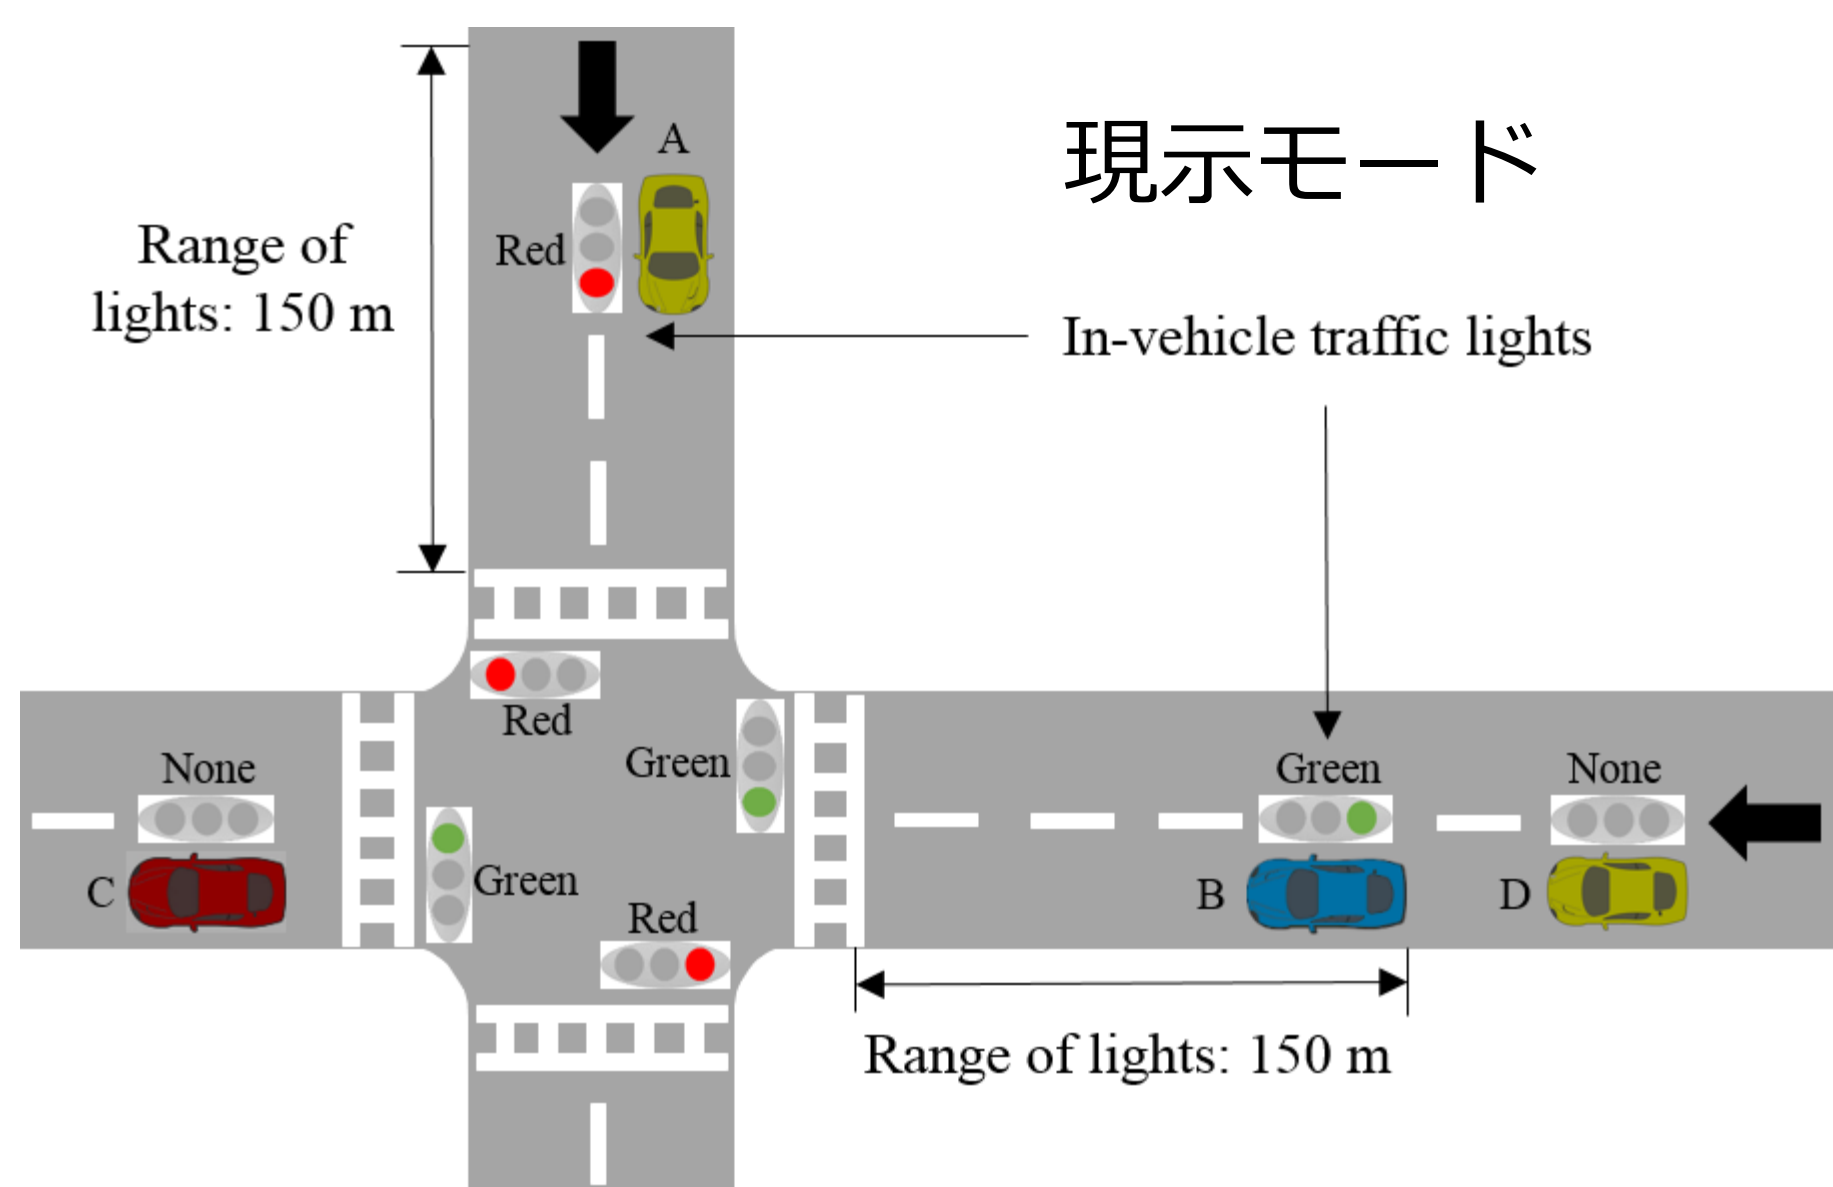 現示モード
A
Range of
lights: 150 m
Red
In-vehicle traffic lights
Red
Green
None
Green
None
C
Green
B
D
Red
Range of lights: 150 m